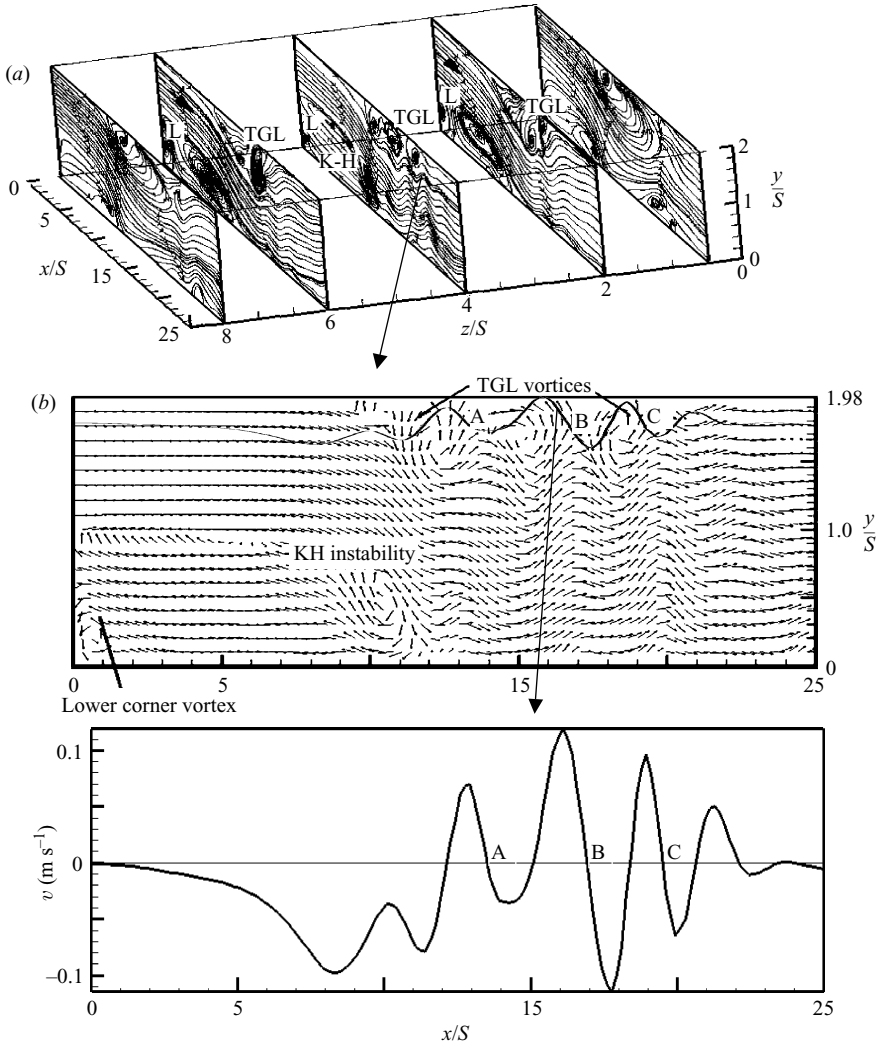 (a)
L
TGL
L
K-H
TGL
L
TGL
2
1
0
y
S
0
5
x/S
15
25
8
6
4
2
0
z/S
(b)
TGL vortices
A
B
C
1.98
1.0
y
S
0
KH instability
0
5
15
25
Lower corner vortex
0.1
0
–0.1
v (m s⁻¹)
A
B
C
0
5
15
20
25
x/S